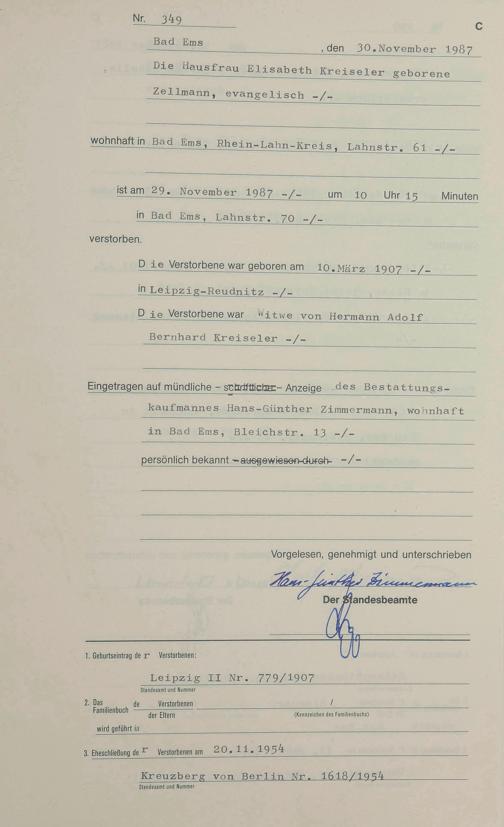 Nr. 349
C
Bad Ems , den 30.November 1987
Die Hausfrau Elisabeth Kreiseler geborene
Zellmann, evangelisch -/-
wohnhaft in Bad Ems, Rhein-Lahn-Kreis, Lahnstr. 61 -/-
ist am 29. November 1987 -/- um 10 Uhr 15 Minuten
in Bad Ems, Lahnstr. 70 -/-
verstorben.
Die Verstorbene war geboren am 10.März 1907 -/-
in Leipzig-Reudnitz -/-
Die Verstorbene war Witwe von Hermann Adolf
Bernhard Kreiseler -/-
Eingetragen auf mündliche – schriftliche – Anzeige des Bestattungs-
kaufmannes Hans-Günther Zimmermann, wohnhaft
in Bad Ems, Bleichstr. 13 -/-
persönlich bekannt – ausgewiesen durch -/-
Vorgelesen, genehmigt und unterschrieben
Hans-Günther Zimmermann
Der Standesbeamte
1. Geburtseintrag der Verstorbenen:
Leipzig II Nr. 779/1907
Standesamt und Nummer
2. Das Familienbuch de Verstorbenen /
der Eltern (Kennzeichen des Familienbuchs)
wird geführt in
3. Eheschließung der Verstorbenen am 20.11.1954
Kreuzberg von Berlin Nr. 1618/1954
Standesamt und Nummer